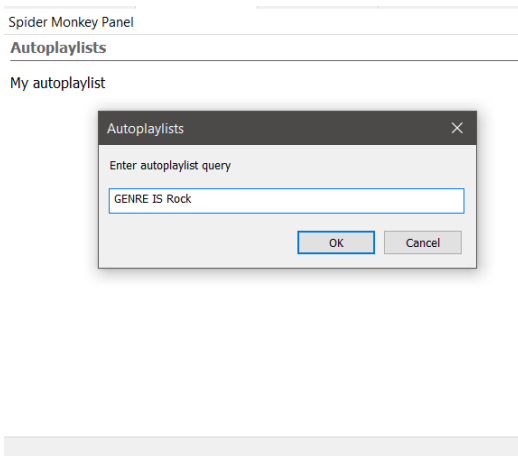 Spider Monkey Panel
Autoplaylists
My autoplaylist
Autoplaylists
Enter autoplaylist query
GENRE IS Rock
OK Cancel